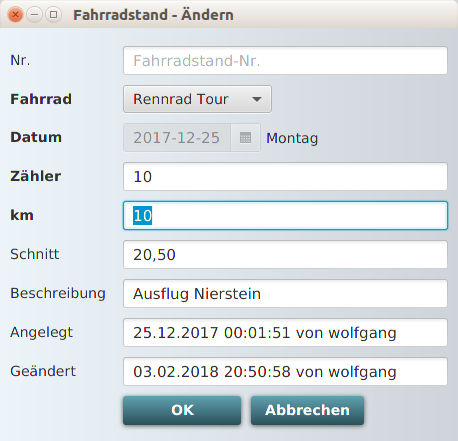 Fahrradstand - Ändern
Nr. Fahrradstand-Nr.
Fahrrad Rennrad Tour
Datum 2017-12-25 Montag
Zähler 10
km 10
Schnitt 20,50
Beschreibung Ausflug Nierstein
Angelegt 25.12.2017 00:01:51 von wolfgang
Geändert 03.02.2018 20:50:58 von wolfgang
OK Abbrechen